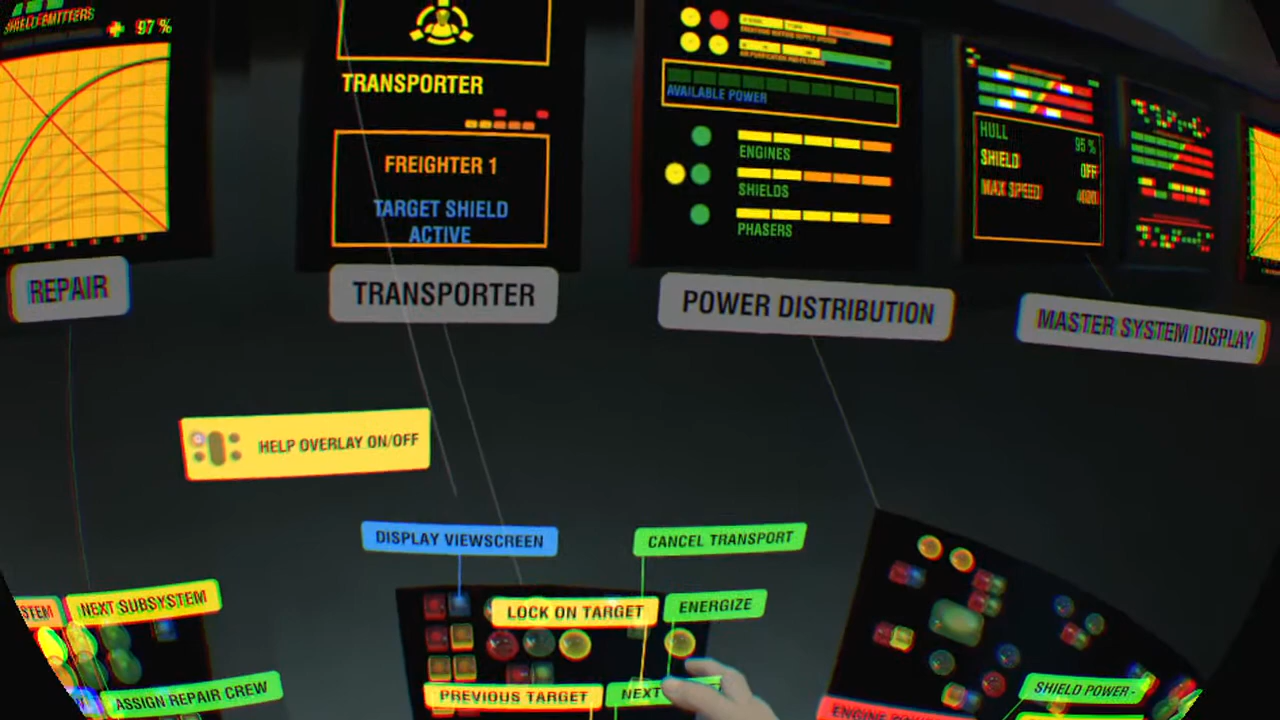 SHIELD EMITTERS
97 %
TRANSPORTER
FREIGHTER 1
TARGET SHIELD
ACTIVE
AVAILABLE POWER
ENGINES
SHIELDS
PHASERS
HULL 95 %
SHIELD OFF
MAX SPEED 4000
REPAIR
TRANSPORTER
POWER DISTRIBUTION
MASTER SYSTEM DISPLAY
HELP OVERLAY ON/OFF
DISPLAY VIEWSCREEN
CANCEL TRANSPORT
NEXT SUBSYSTEM
LOCK ON TARGET
ENERGIZE
ASSIGN REPAIR CREW
PREVIOUS TARGET
NEXT
SHIELD POWER -